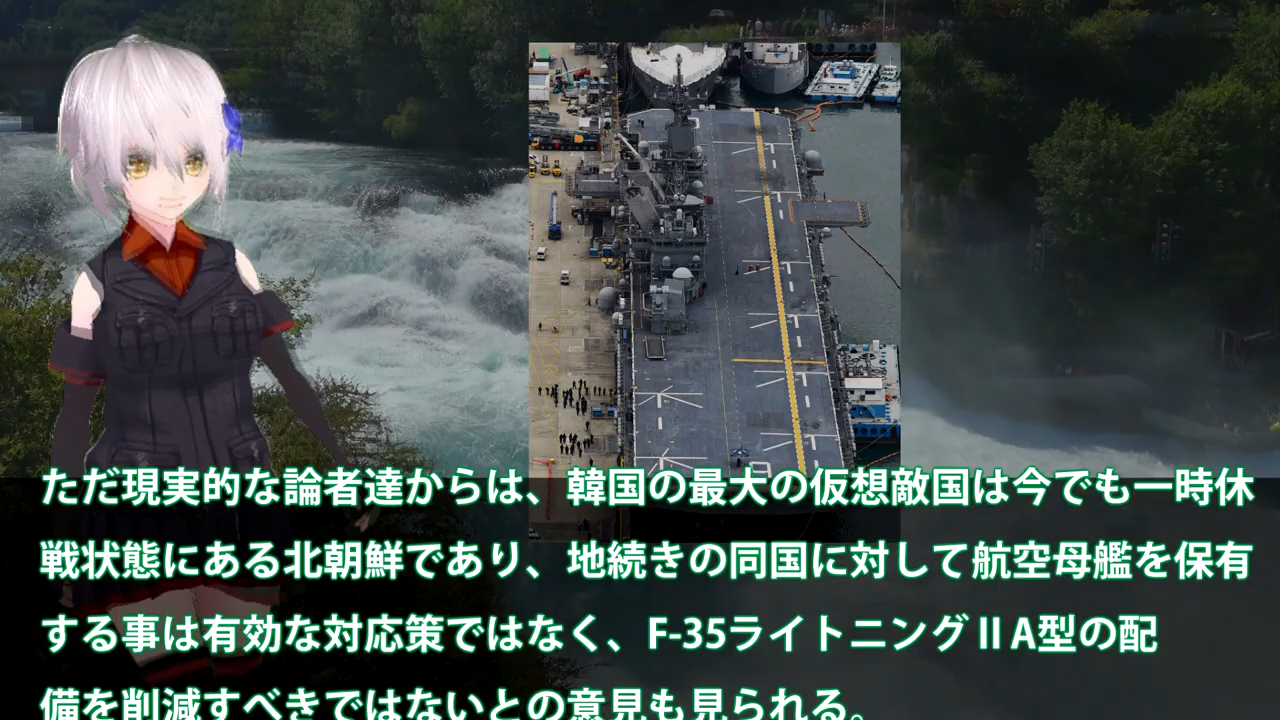 ただ現実的な論者達からは、韓国の最大の仮想敵国は今でも一時休
戦状態にある北朝鮮であり、地続きの同国に対して航空母艦を保有
する事は有効な対応策ではなく、F-35ライトニングⅡA型の配
備を削減すべきではないとの意見も見られる。